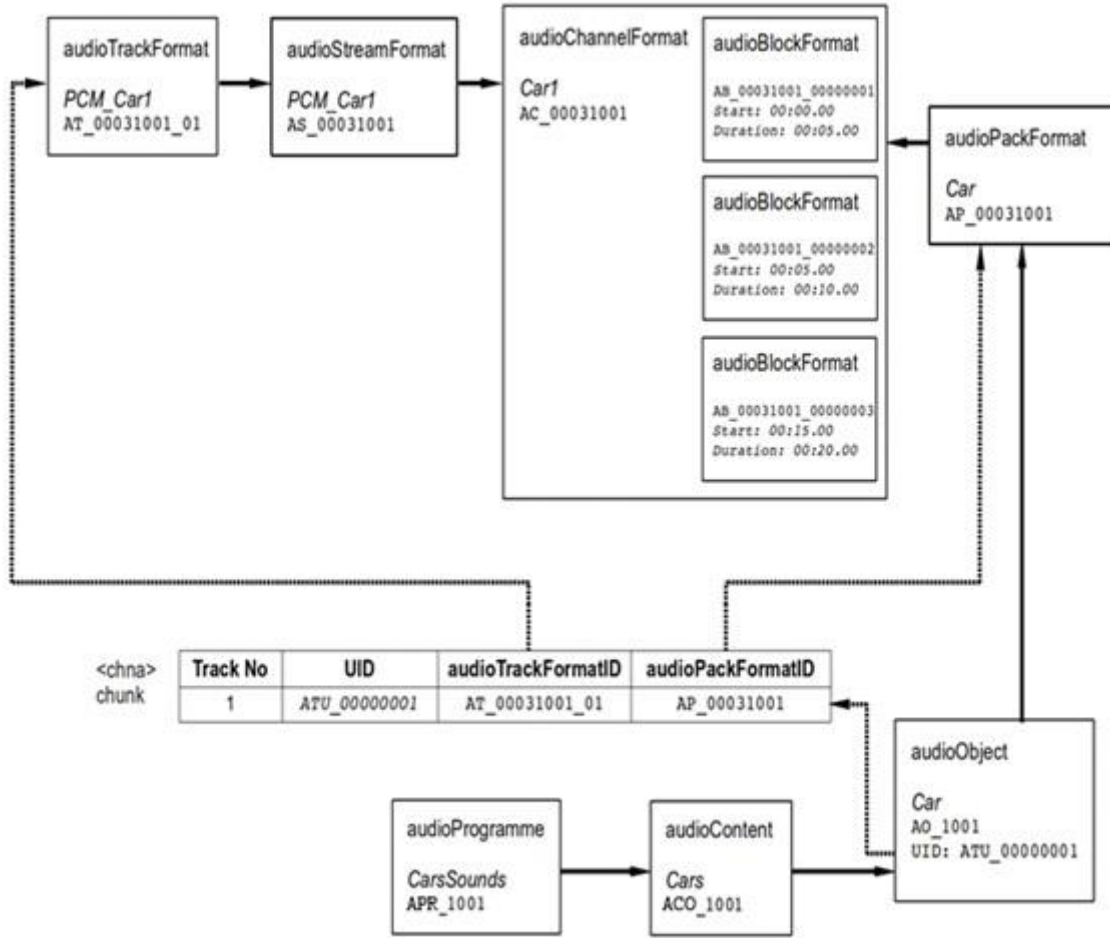 audioTrackFormat
PCM_Car1
AT_00031001_01
audioStreamFormat
PCM_Car1
AS_00031001
audioChannelFormat
Car1
AC_00031001
audioBlockFormat
AB_00031001_00000001
Start: 00:00.00
Duration: 00:05.00
audioBlockFormat
AB_00031001_00000002
Start: 00:05.00
Duration: 00:10.00
audioBlockFormat
AB_00031001_00000003
Start: 00:15.00
Duration: 00:20.00
audioPackFormat
Car
AP_00031001
<chna>
chunk
Track No UID audioTrackFormatID audioPackFormatID
1 ATU_00000001 AT_00031001_01 AP_00031001
audioObject
Car
AO_1001
UID: ATU_00000001
audioProgramme
CarsSounds
APR_1001
audioContent
Cars
ACO_1001